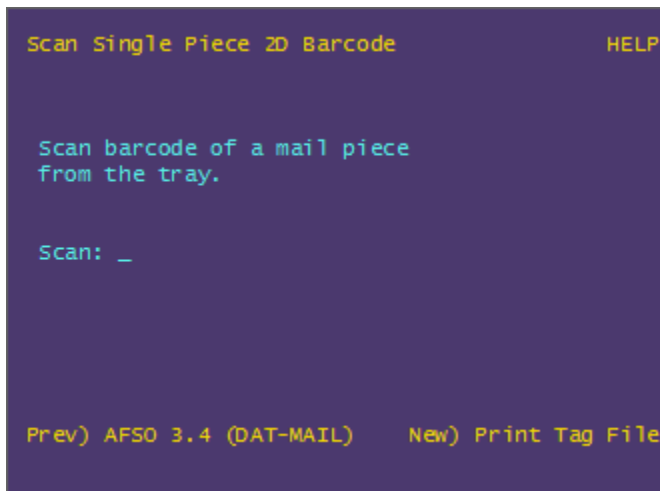 Scan Single Piece 2D Barcode HELP
Scan barcode of a mail piece
from the tray.
Scan: _
Prev) AFSO 3.4 (DAT-MAIL) New) Print Tag File